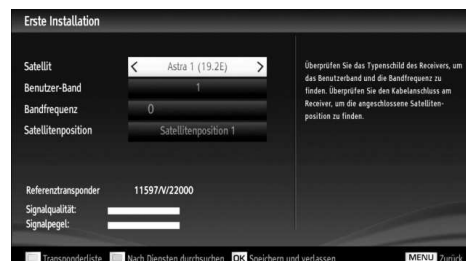 Erste Installation
Satellit
Astra 1 (19.2E)
Benutzer-Band
1
Bandfrequenz
0
Satellitenposition
Satellitenposition 1
Überprüfen Sie das Typenschild des Receivers, um
das Benutzerband und die Bandfrequenz zu
finden. Überprüfen Sie den Kabelanschluss am
Receiver, um die angeschlossene Satelliten-
position zu finden.
Referenztransponder
11597/V/22000
Signalqualität:
Signalpegel:
Transponderliste
Nach Diensten durchsuchen
OK Speichern und verlassen
MENU Zurück